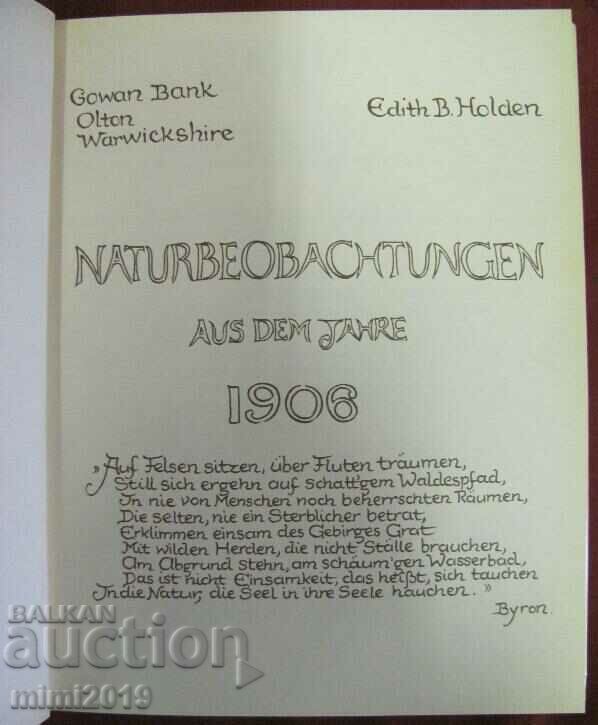 Gowan Bank
Olton
Warwickshire
Edith B. Holden
NATURBEOBACHTUNGEN
AUS DEM JAHRE
1906
»Auf Felsen sitzen, über Fluten träumen,
Still sich ergehn auf schatt'gem Waldespfad,
In nie von Menschen noch beherrschten Räumen,
Die selten, nie ein Sterblicher betrat,
Erklimmen einsam des Gebirges Grat
Mit wilden Herden, die nicht Ställe brauchen,
Am Abgrund stehn, am schäum'gen Wasserbad,
Das ist nicht Einsamkeit, das heißt, sich tauchen
In die Natur, die Seel in ihre Seele hauchen.»
Byron.
BALKAN
auction
mimi2019